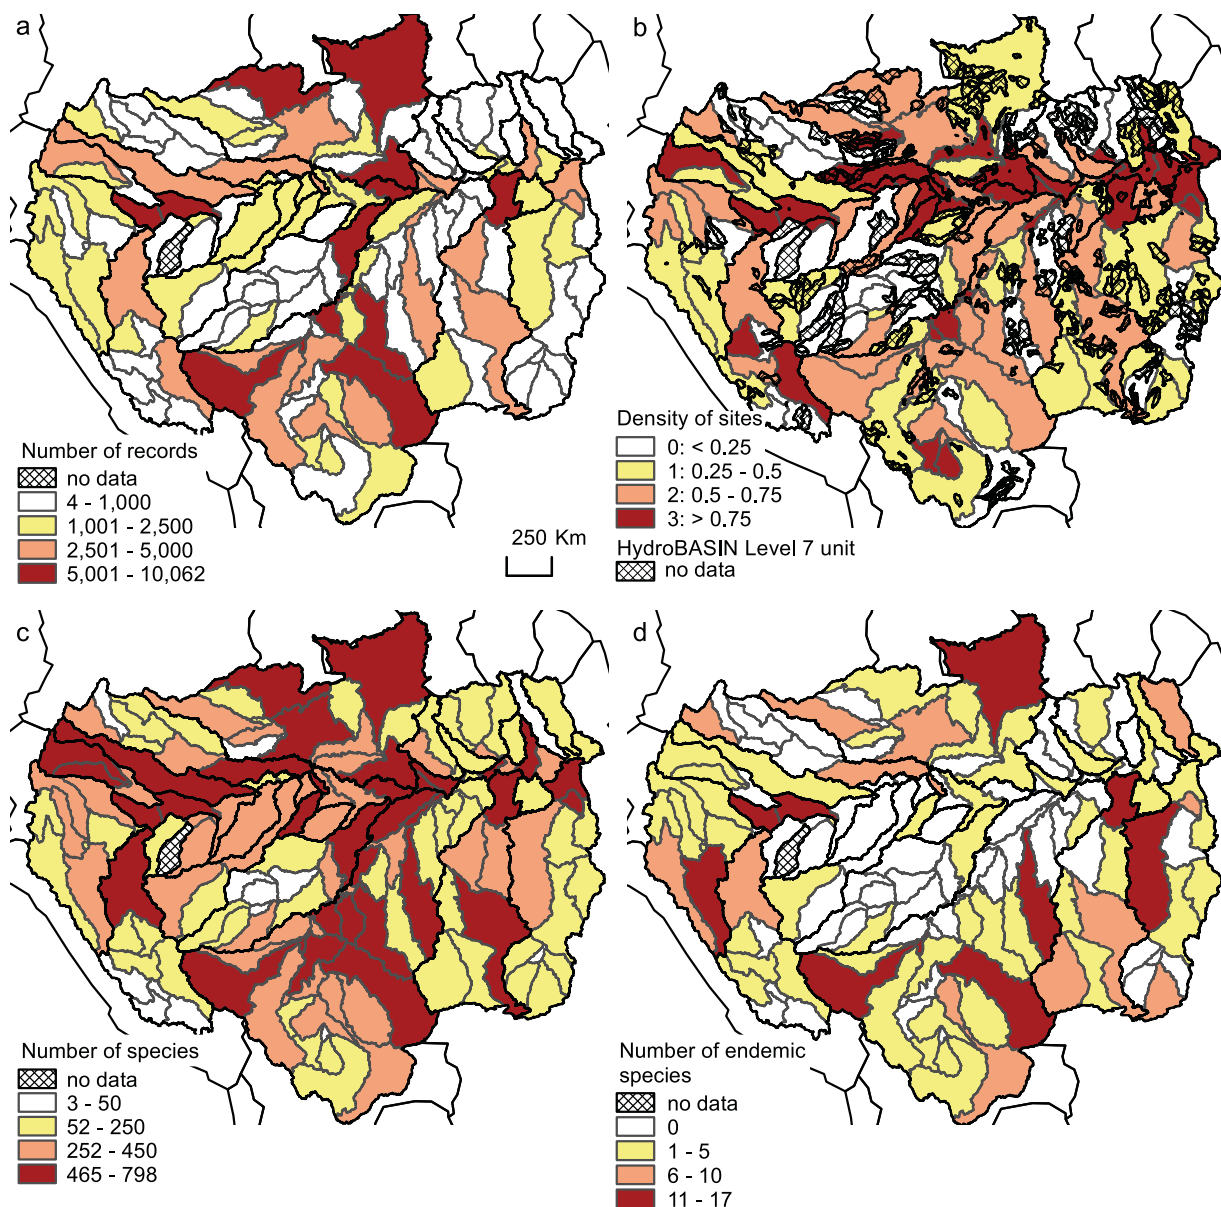 a
Number of records
no data
4 - 1,000
1,001 - 2,500
2,501 - 5,000
5,001 - 10,062
250 Km
b
Density of sites
0: < 0.25
1: 0.25 - 0.5
2: 0.5 - 0.75
3: > 0.75
HydroBASIN Level 7 unit
no data
c
Number of species
no data
3 - 50
52 - 250
252 - 450
465 - 798
d
Number of endemic
species
no data
0
1 - 5
6 - 10
11 - 17